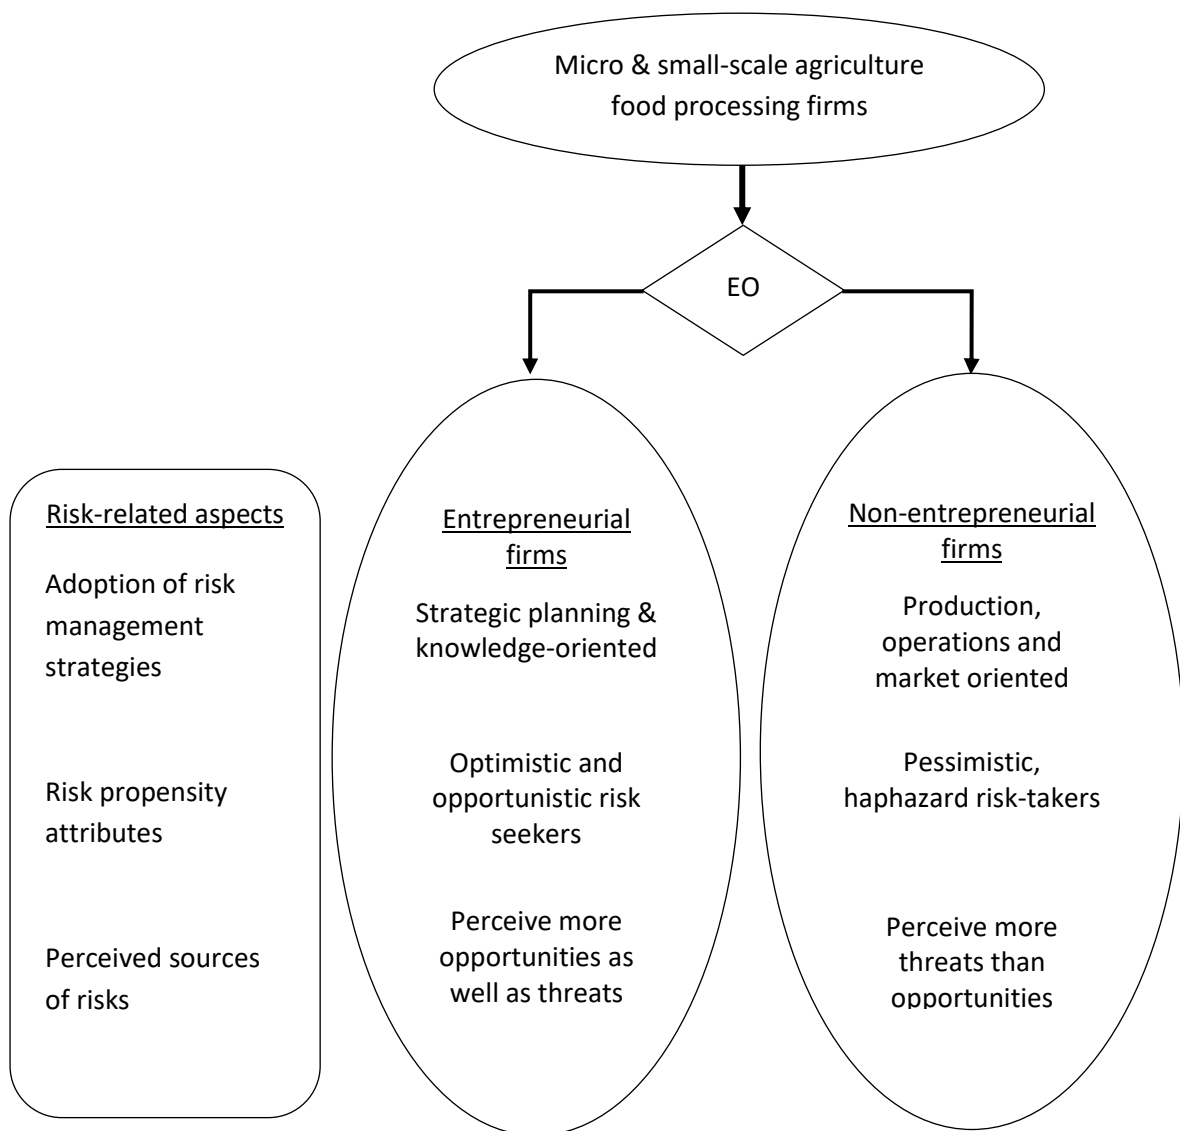 Micro & small-scale agriculture
food processing firms
EO
Risk-related aspects
Adoption of risk
management
strategies
Risk propensity
attributes
Perceived sources
of risks
Entrepreneurial
firms
Strategic planning &
knowledge-oriented
Optimistic and
opportunistic risk
seekers
Perceive more
opportunities as
well as threats
Non-entrepreneurial
firms
Production,
operations and
market oriented
Pessimistic,
haphazard risk-takers
Perceive more
threats than
opportunities